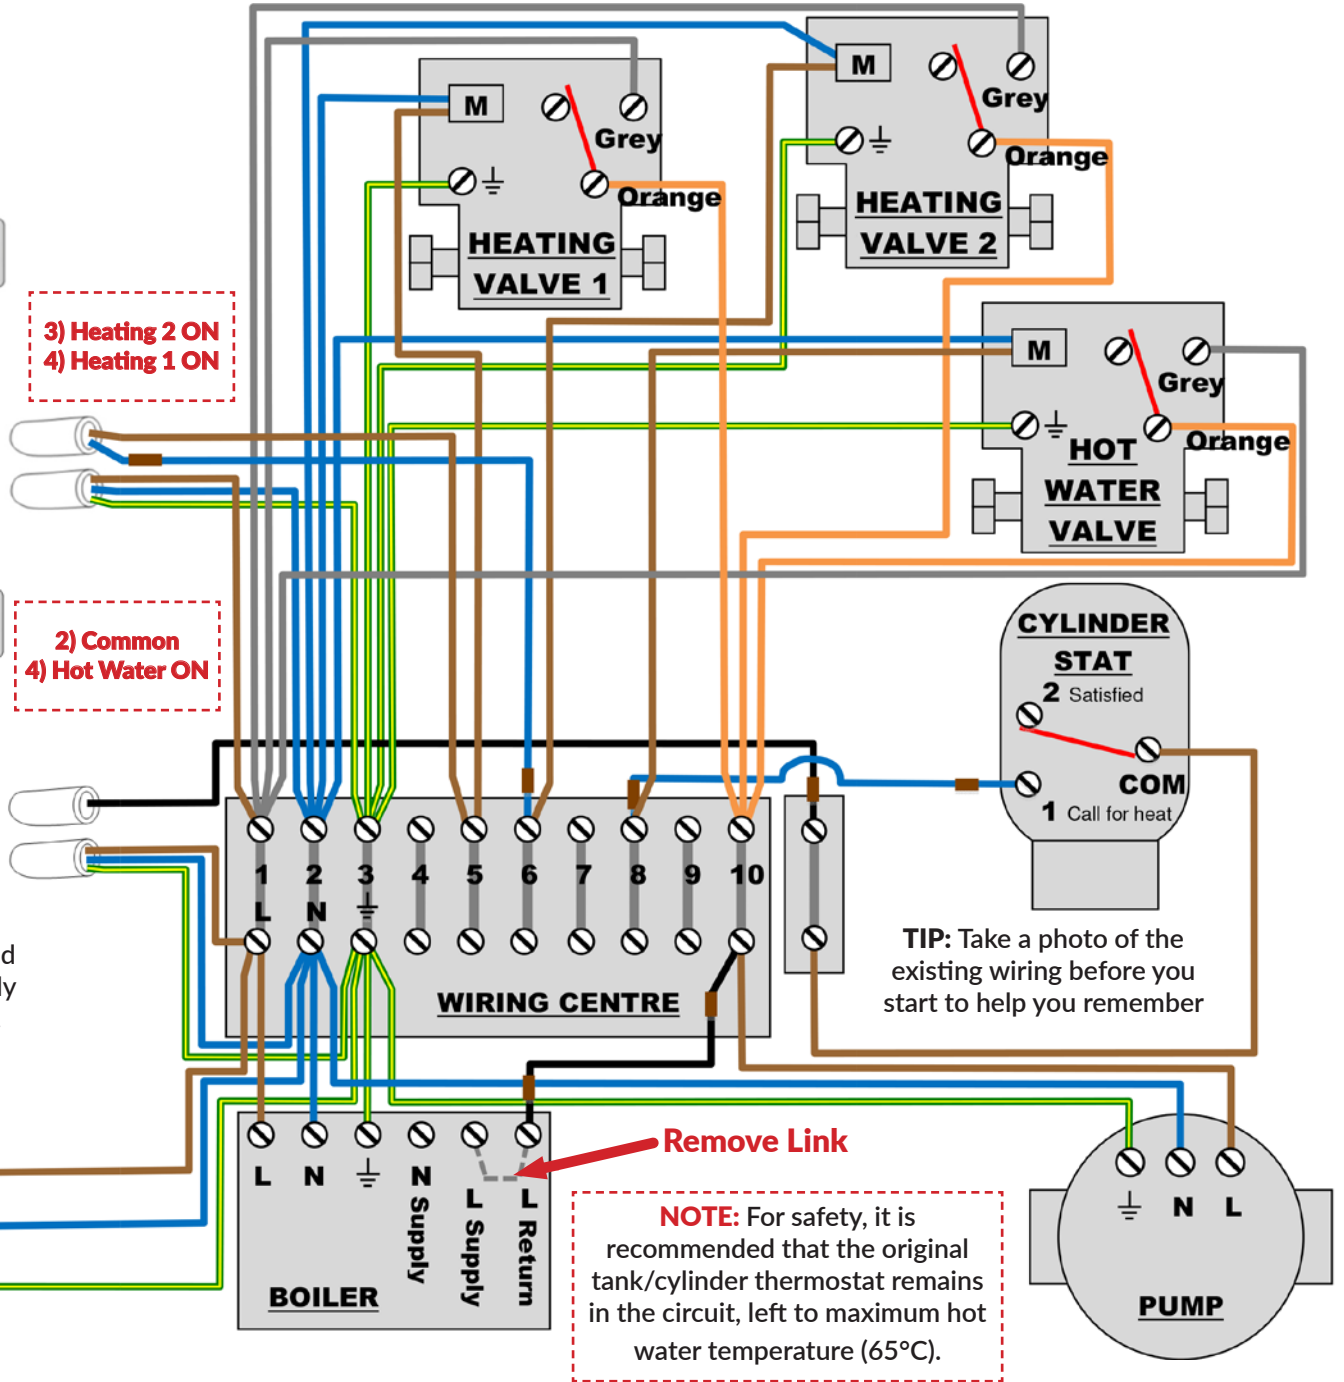 M
Grey
Orange
HEATING
VALVE 2
M
Grey
Orange
HEATING
VALVE 1
3) Heating 2 ON
4) Heating 1 ON
M
Grey
Orange
HOT
WATER
VALVE
2) Common
4) Hot Water ON
CYLINDER
STAT
2 Satisfied
COM
1 Call for heat
1 2 3 4 5 6 7 8 9 10
L N
WIRING CENTRE
d
ly
TIP: Take a photo of the
existing wiring before you
start to help you remember
Remove Link
L N N Supply L Supply L Return
BOILER
NOTE: For safety, it is
recommended that the original
tank/cylinder thermostat remains
in the circuit, left to maximum hot
water temperature (65°C).
N L
PUMP